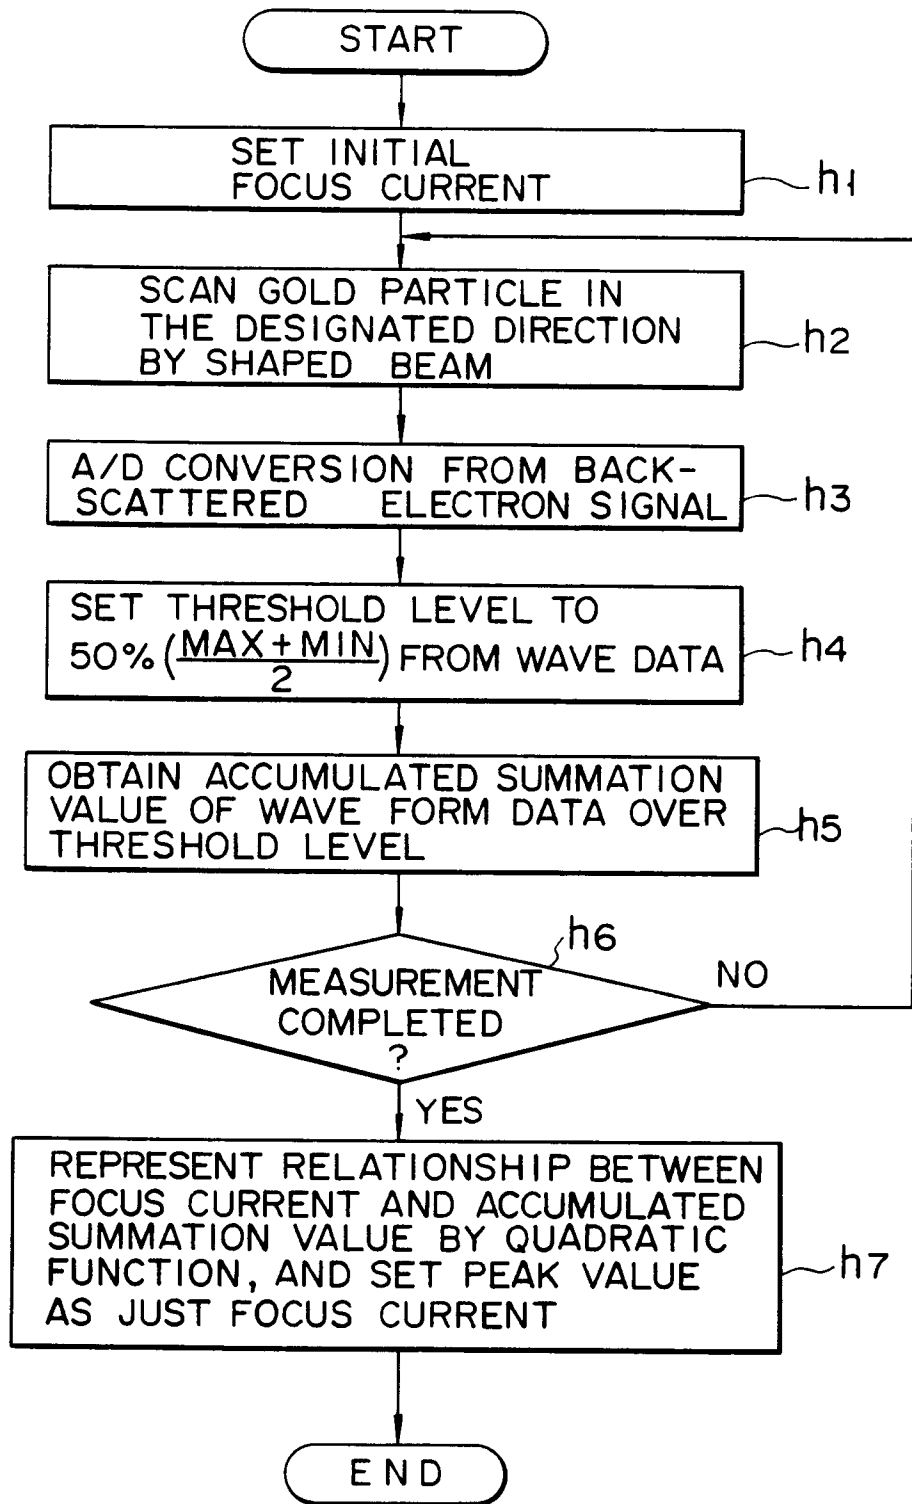 START
SET INITIAL
FOCUS CURRENT
h1
SCAN GOLD PARTICLE IN
THE DESIGNATED DIRECTION
BY SHAPED BEAM
h2
A/D CONVERSION FROM BACK-
SCATTERED ELECTRON SIGNAL
h3
SET THRESHOLD LEVEL TO
50% (MAX+MIN/2) FROM WAVE DATA
h4
OBTAIN ACCUMULATED SUMMATION
VALUE OF WAVE FORM DATA OVER
THRESHOLD LEVEL
h5
h6
MEASUREMENT
COMPLETED
?
NO
YES
REPRESENT RELATIONSHIP BETWEEN
FOCUS CURRENT AND ACCUMULATED
SUMMATION VALUE BY QUADRATIC
FUNCTION, AND SET PEAK VALUE
AS JUST FOCUS CURRENT
h7
END